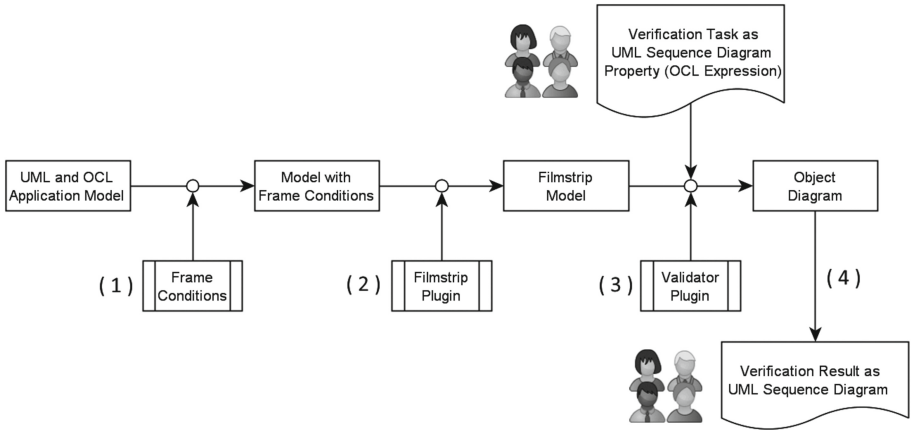 Verification Task as
UML Sequence Diagram
Property (OCL Expression)
UML and OCL
Application Model
Model with
Frame Conditions
Filmstrip
Model
Object
Diagram
( 1 )
Frame
Conditions
( 2 )
Filmstrip
Plugin
( 3 )
Validator
Plugin
( 4 )
Verification Result as
UML Sequence Diagram